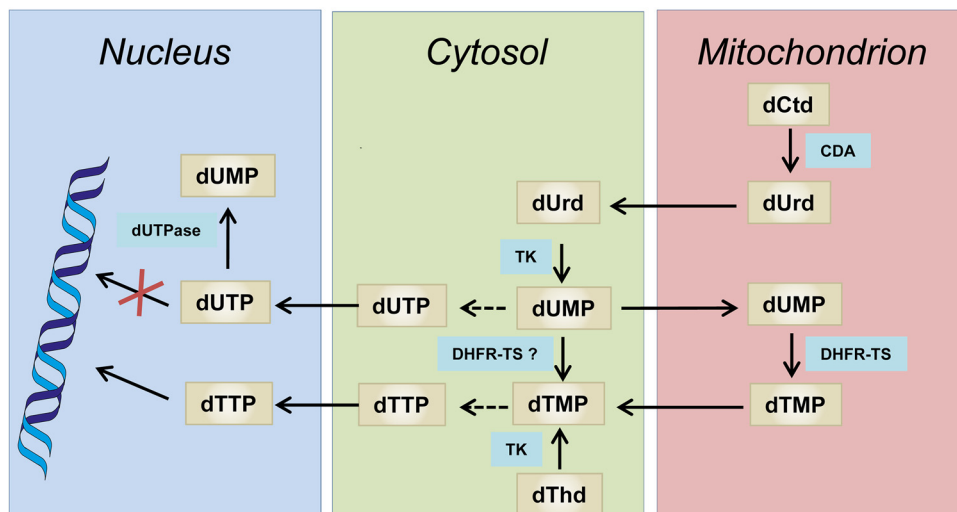 Nucleus
Cytosol
Mitochondrion
dCtd
CDA
dUMP
dUrd
dUrd
dUTPase
TK
dUTP
dUTP
dUMP
dUMP
DHFR-TS ?
DHFR-TS
dTTP
dTTP
dTMP
dTMP
TK
dThd